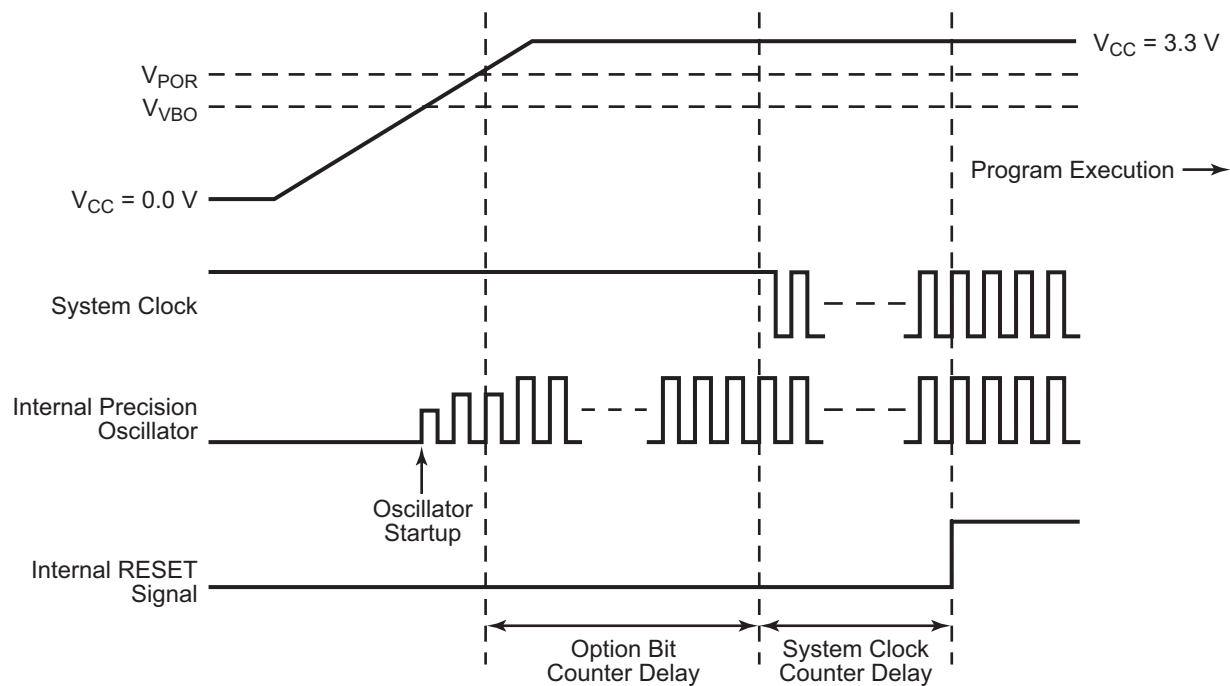 V_CC = 3.3 V
V_POR
V_VBO
Program Execution
V_CC = 0.0 V
System Clock
Internal Precision
Oscillator
Oscillator
Startup
Internal RESET
Signal
Option Bit
Counter Delay
System Clock
Counter Delay